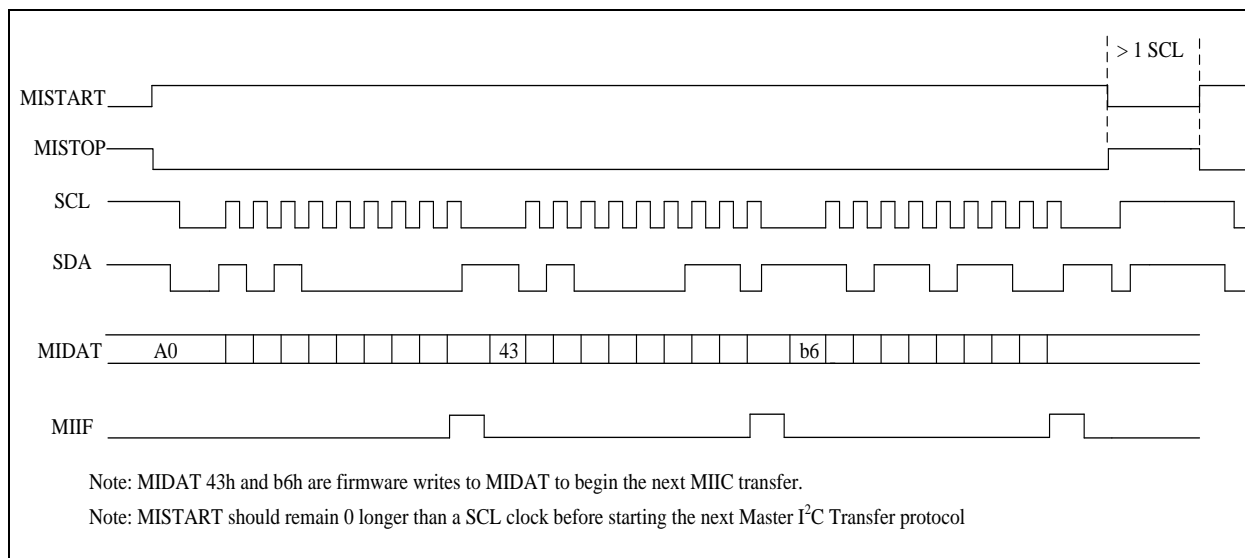 > 1 SCL
MISTART
MISTOP
SCL
SDA
MIDAT A0 43 b6
MIIF
Note: MIDAT 43h and b6h are firmware writes to MIDAT to begin the next MIIC transfer.
Note: MISTART should remain 0 longer than a SCL clock before starting the next Master I²C Transfer protocol